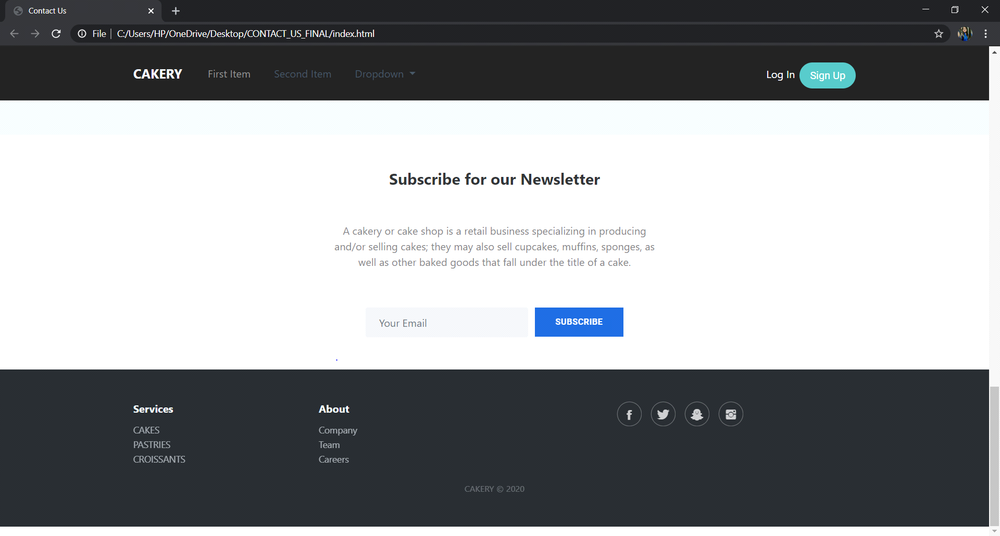 Contact Us
File
C:/Users/HP/OneDrive/Desktop/CONTACT_US_FINAL/index.html
CAKERY First Item Second Item Dropdown Log In Sign Up
Subscribe for our Newsletter
A cakery or cake shop is a retail business specializing in producing
and/or selling cakes; they may also sell cupcakes, muffins, sponges, as
well as other baked goods that fall under the title of a cake.
Your Email SUBSCRIBE
.
Services
CAKES
PASTRIES
CROISSANTS
About
Company
Team
Careers
CAKERY © 2020